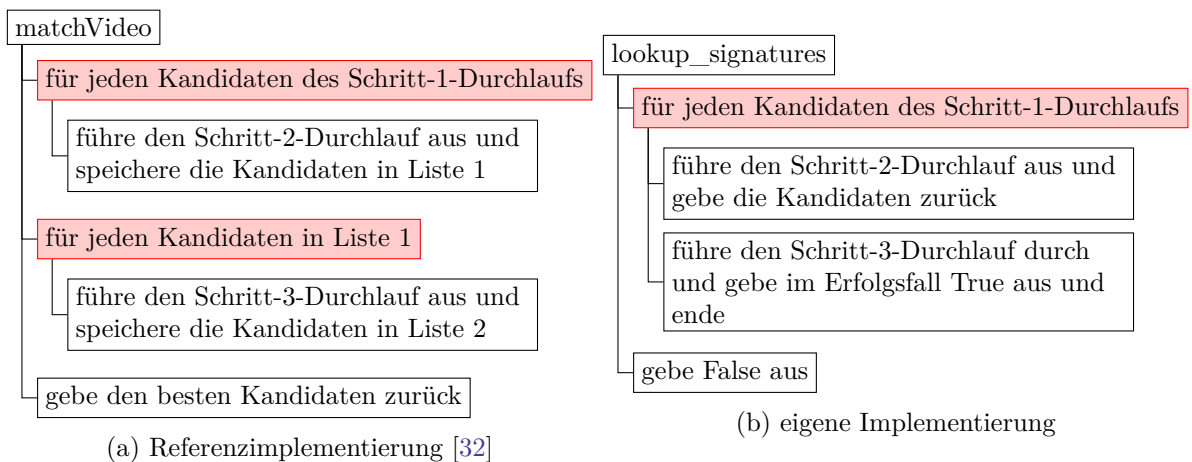 matchVideo
für jeden Kandidaten des Schritt-1-Durchlaufs
führe den Schritt-2-Durchlauf aus und
speichere die Kandidaten in Liste 1
für jeden Kandidaten in Liste 1
führe den Schritt-3-Durchlauf aus und
speichere die Kandidaten in Liste 2
gebe den besten Kandidaten zurück
(a) Referenzimplementierung [32]
lookup_signatures
für jeden Kandidaten des Schritt-1-Durchlaufs
führe den Schritt-2-Durchlauf aus und
gebe die Kandidaten zurück
führe den Schritt-3-Durchlauf durch
und gebe im Erfolgsfall True aus und
ende
gebe False aus
(b) eigene Implementierung